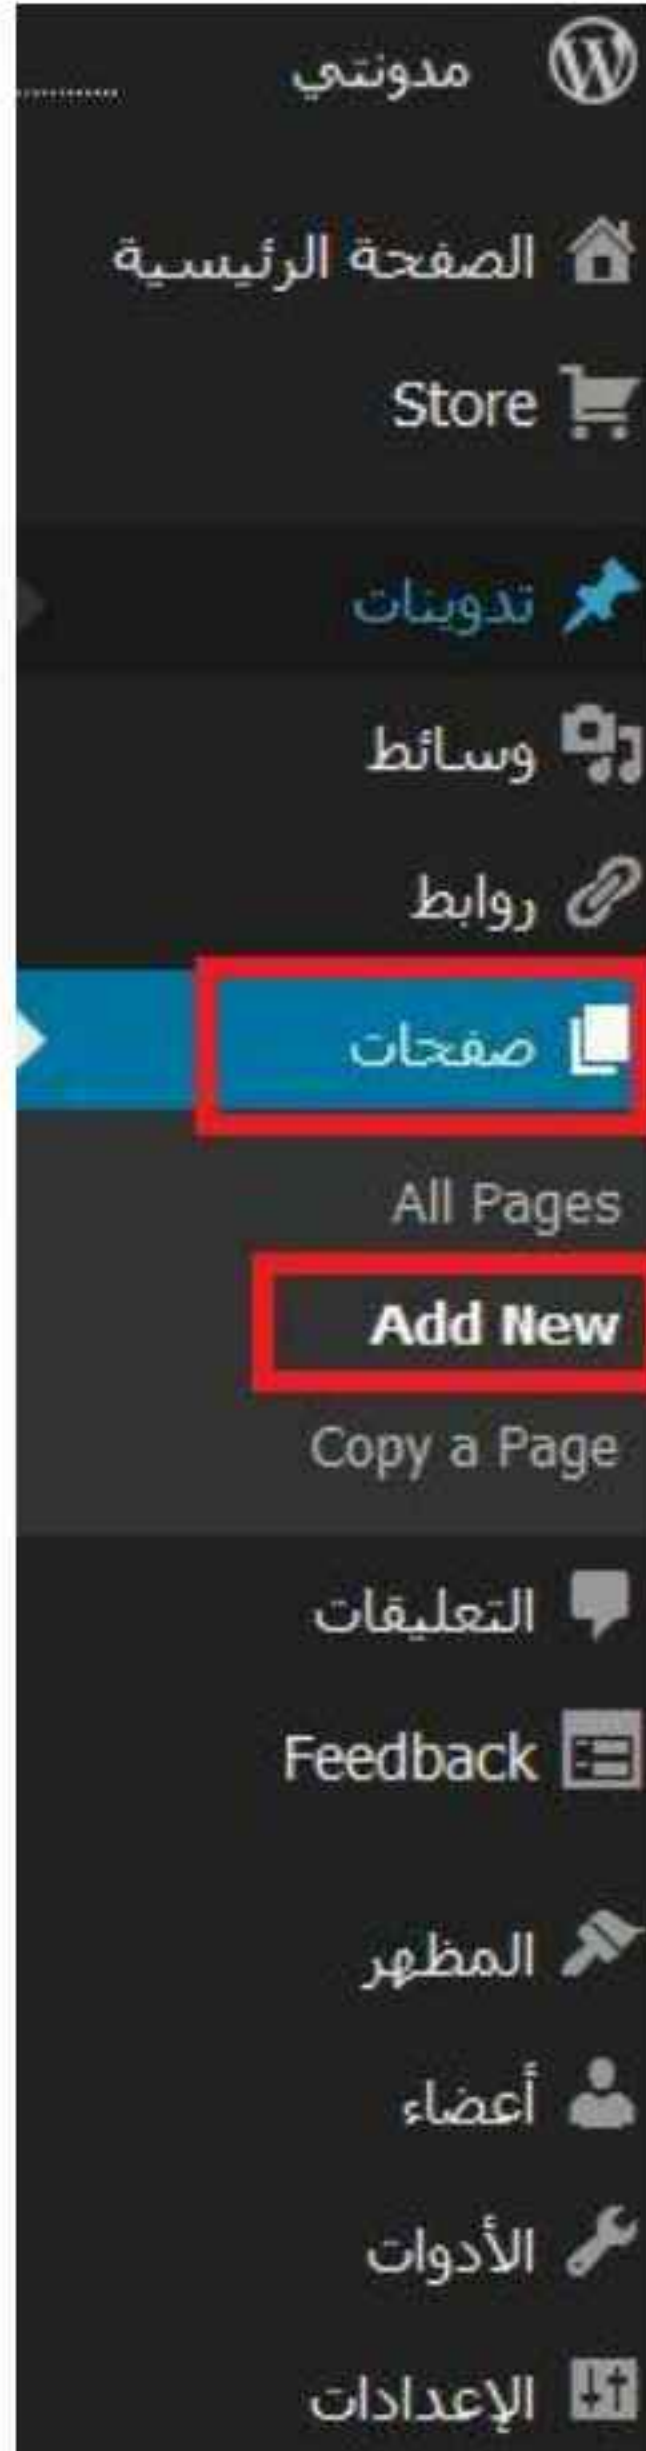 مدونتي
الصفحة الرئيسية
Store
تدوينات
وسائط
روابط
صفحات
All Pages
Add New
Copy a Page
التعليقات
Feedback
المظهر
أعضاء
الأدوات
الإعدادات